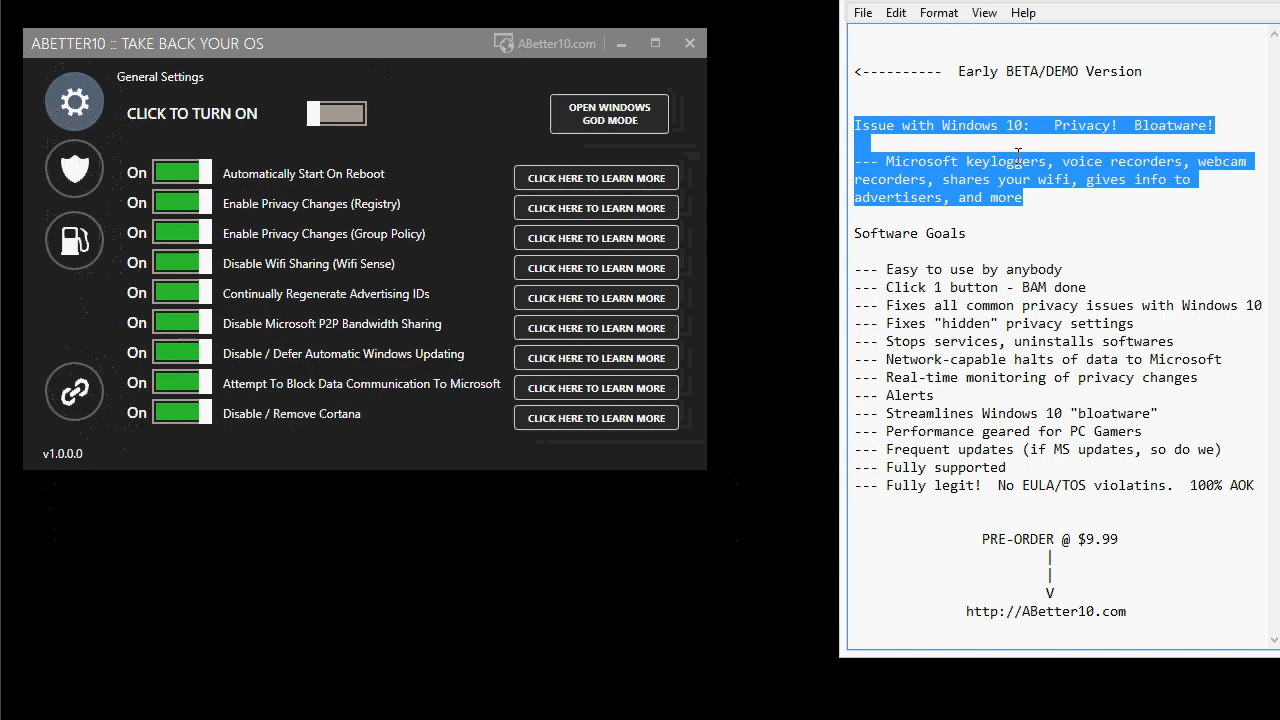 ABETTER10 :: TAKE BACK YOUR OS
ABetter10.com
General Settings
CLICK TO TURN ON
OPEN WINDOWS
GOD MODE
On Automatically Start On Reboot CLICK HERE TO LEARN MORE
On Enable Privacy Changes (Registry) CLICK HERE TO LEARN MORE
On Enable Privacy Changes (Group Policy) CLICK HERE TO LEARN MORE
On Disable Wifi Sharing (Wifi Sense) CLICK HERE TO LEARN MORE
On Continually Regenerate Advertising IDs CLICK HERE TO LEARN MORE
On Disable Microsoft P2P Bandwidth Sharing CLICK HERE TO LEARN MORE
On Disable / Defer Automatic Windows Updating CLICK HERE TO LEARN MORE
On Attempt To Block Data Communication To Microsoft CLICK HERE TO LEARN MORE
On Disable / Remove Cortana CLICK HERE TO LEARN MORE
v1.0.0.0
File Edit Format View Help
<---------- Early BETA/DEMO Version
Issue with Windows 10: Privacy! Bloatware!
--- Microsoft keyloggers, voice recorders, webcam
recorders, shares your wifi, gives info to
advertisers, and more
Software Goals
--- Easy to use by anybody
--- Click 1 button - BAM done
--- Fixes all common privacy issues with Windows 10
--- Fixes "hidden" privacy settings
--- Stops services, uninstalls softwares
--- Network-capable halts of data to Microsoft
--- Real-time monitoring of privacy changes
--- Alerts
--- Streamlines Windows 10 "bloatware"
--- Performance geared for PC Gamers
--- Frequent updates (if MS updates, so do we)
--- Fully supported
--- Fully legit! No EULA/TOS violatins. 100% AOK
PRE-ORDER @ $9.99
|
|
V
http://ABetter10.com